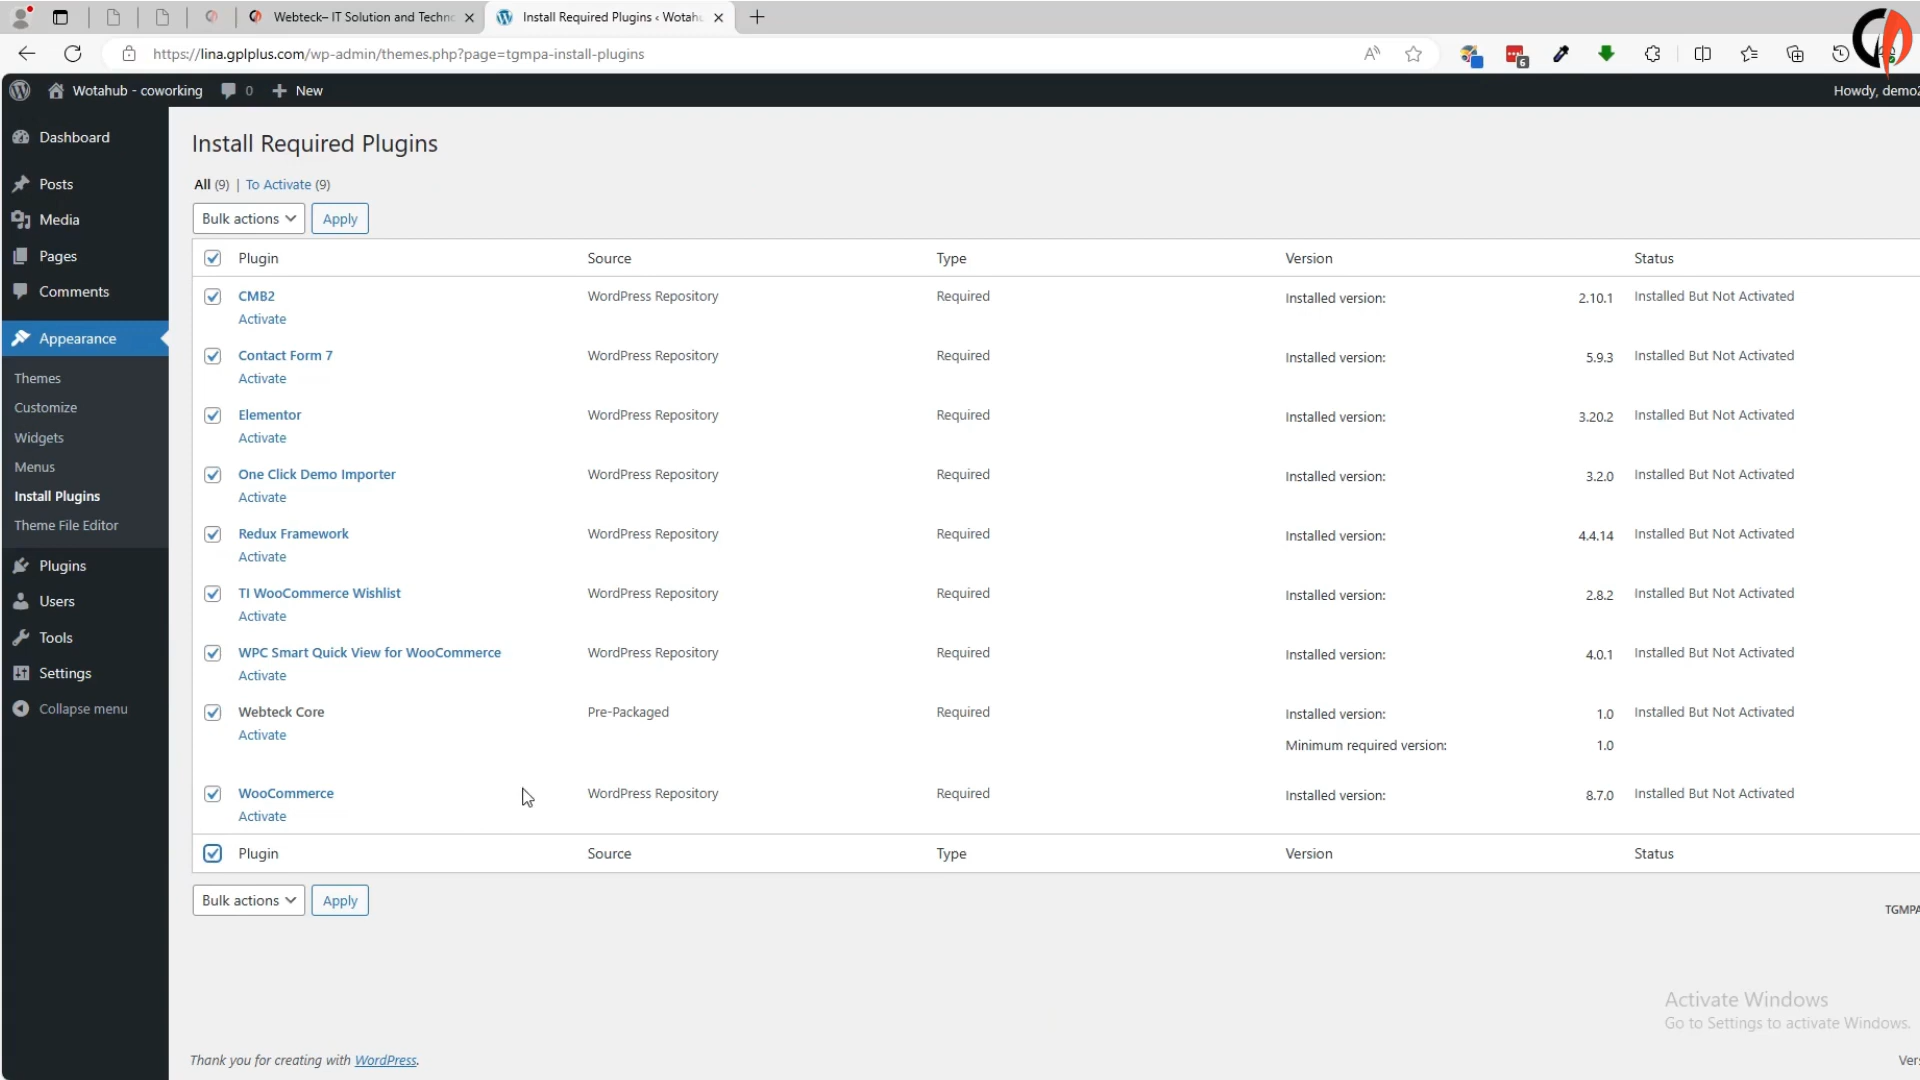 Webteck– IT Solution and Techno
Install Required Plugins ‹ Wotahu
https://lina.gplplus.com/wp-admin/themes.php?page=tgmpa-install-plugins
6
Wotahub - coworking
0
New
Howdy, demo2
Dashboard
Posts
Media
Pages
Comments
Appearance
Themes
Customize
Widgets
Menus
Install Plugins
Theme File Editor
Plugins
Users
Tools
Settings
Collapse menu
Install Required Plugins
All (9) | To Activate (9)
Bulk actions Apply
Plugin Source Type Version Status
CMB2 WordPress Repository Required Installed version: 2.10.1 Installed But Not Activated
Activate
Contact Form 7 WordPress Repository Required Installed version: 5.9.3 Installed But Not Activated
Activate
Elementor WordPress Repository Required Installed version: 3.20.2 Installed But Not Activated
Activate
One Click Demo Importer WordPress Repository Required Installed version: 3.2.0 Installed But Not Activated
Activate
Redux Framework WordPress Repository Required Installed version: 4.4.14 Installed But Not Activated
Activate
TI WooCommerce Wishlist WordPress Repository Required Installed version: 2.8.2 Installed But Not Activated
Activate
WPC Smart Quick View for WooCommerce WordPress Repository Required Installed version: 4.0.1 Installed But Not Activated
Activate
Webteck Core Pre-Packaged Required Installed version: 1.0 Installed But Not Activated
Activate
Minimum required version: 1.0
WooCommerce WordPress Repository Required Installed version: 8.7.0 Installed But Not Activated
Activate
Plugin Source Type Version Status
Bulk actions Apply
TGMPA
Activate Windows
Go to Settings to activate Windows.
Thank you for creating with WordPress.
Vers